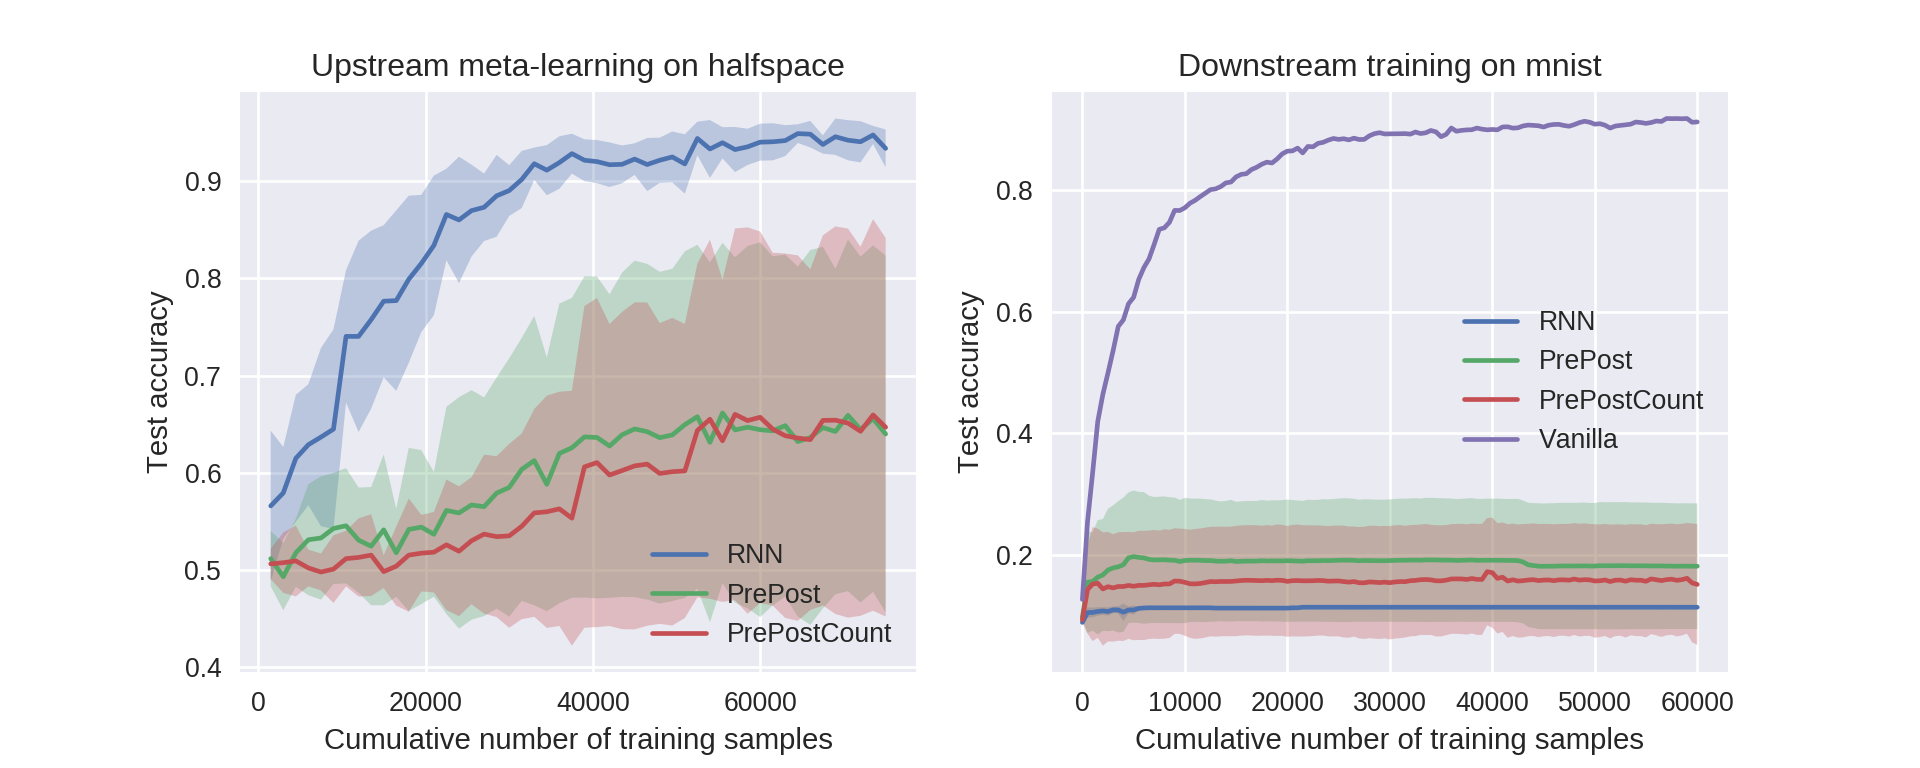 Upstream meta-learning on halfspace
Test accuracy
0.9
0.8
0.7
0.6
0.5
0.4
RNN
PrePost
PrePostCount
0 20000 40000 60000
Cumulative number of training samples
Downstream training on mnist
Test accuracy
0.8
0.6
0.4
0.2
RNN
PrePost
PrePostCount
Vanilla
0 10000 20000 30000 40000 50000 60000
Cumulative number of training samples